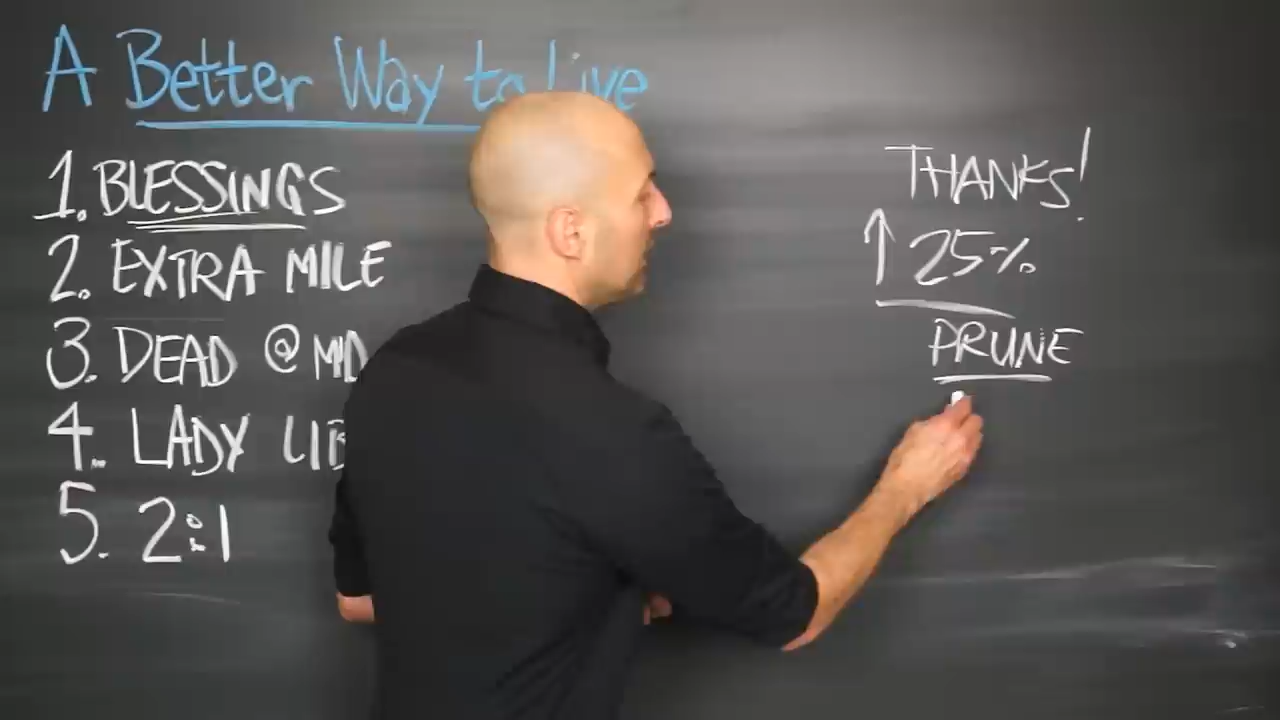 A Better Way to Live
1. BLESSINGS
2. EXTRA MILE
3. DEAD @ MID
4. LADY LIB
5. 2:1
THANKS!
↑ 25%
PRUNE